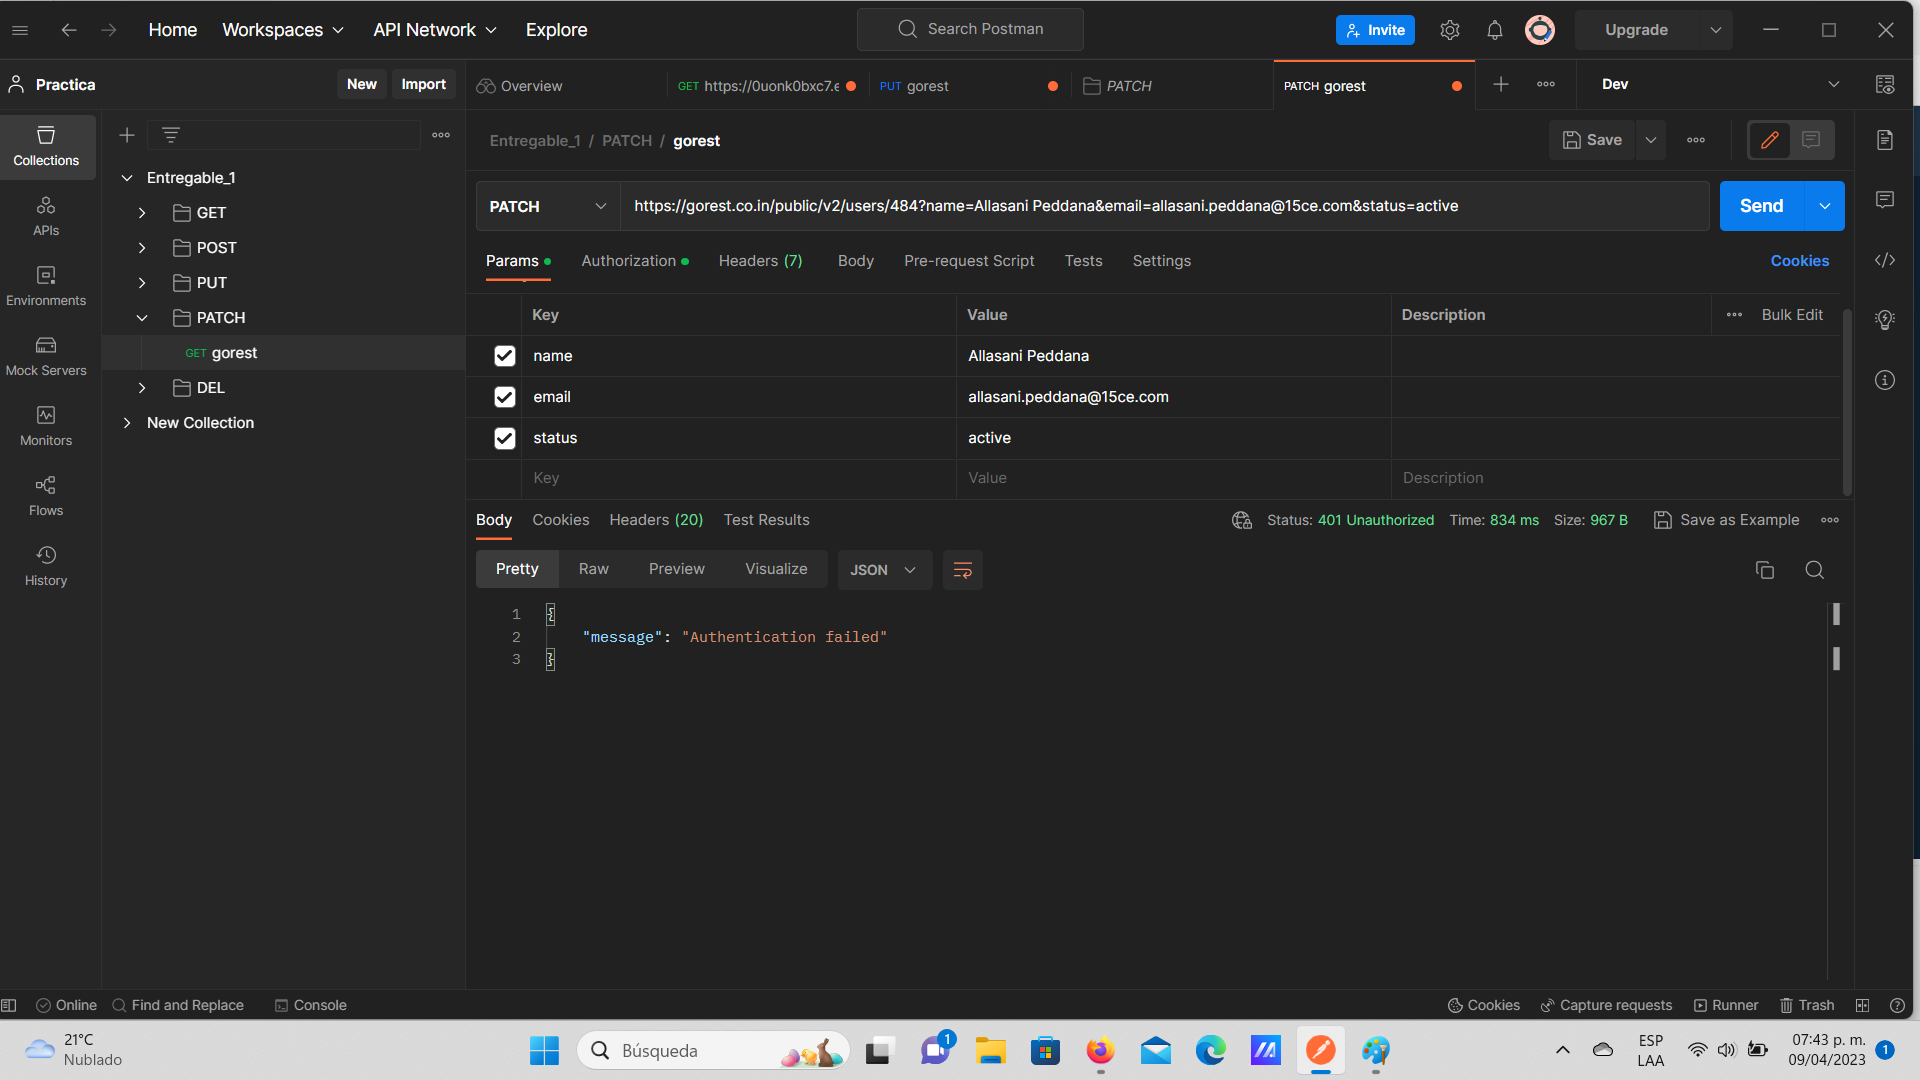 Home
Workspaces
API Network
Explore
Search Postman
Invite
Upgrade
Practica
New
Import
Overview
GET https://0uonk0bxc7.e
PUT gorest
PATCH
PATCH gorest
Dev
Collections
APIs
Environments
Mock Servers
Monitors
Flows
History
Entregable_1
GET
POST
PUT
PATCH
GET gorest
DEL
New Collection
Entregable_1 / PATCH / gorest
Save
PATCH
https://gorest.co.in/public/v2/users/484?name=Allasani Peddana&email=allasani.peddana@15ce.com&status=active
Send
Params
Authorization
Headers (7)
Body
Pre-request Script
Tests
Settings
Cookies
Key
Value
Description
Bulk Edit
name
Allasani Peddana
email
allasani.peddana@15ce.com
status
active
Key
Value
Description
Body
Cookies
Headers (20)
Test Results
Status: 401 Unauthorized
Time: 834 ms
Size: 967 B
Save as Example
Pretty
Raw
Preview
Visualize
JSON
1 {
2 "message": "Authentication failed"
3 }
Online
Find and Replace
Console
Cookies
Capture requests
Runner
Trash
21°C
Nublado
Búsqueda
1
ESP
LAA
07:43 p. m.
09/04/2023
1